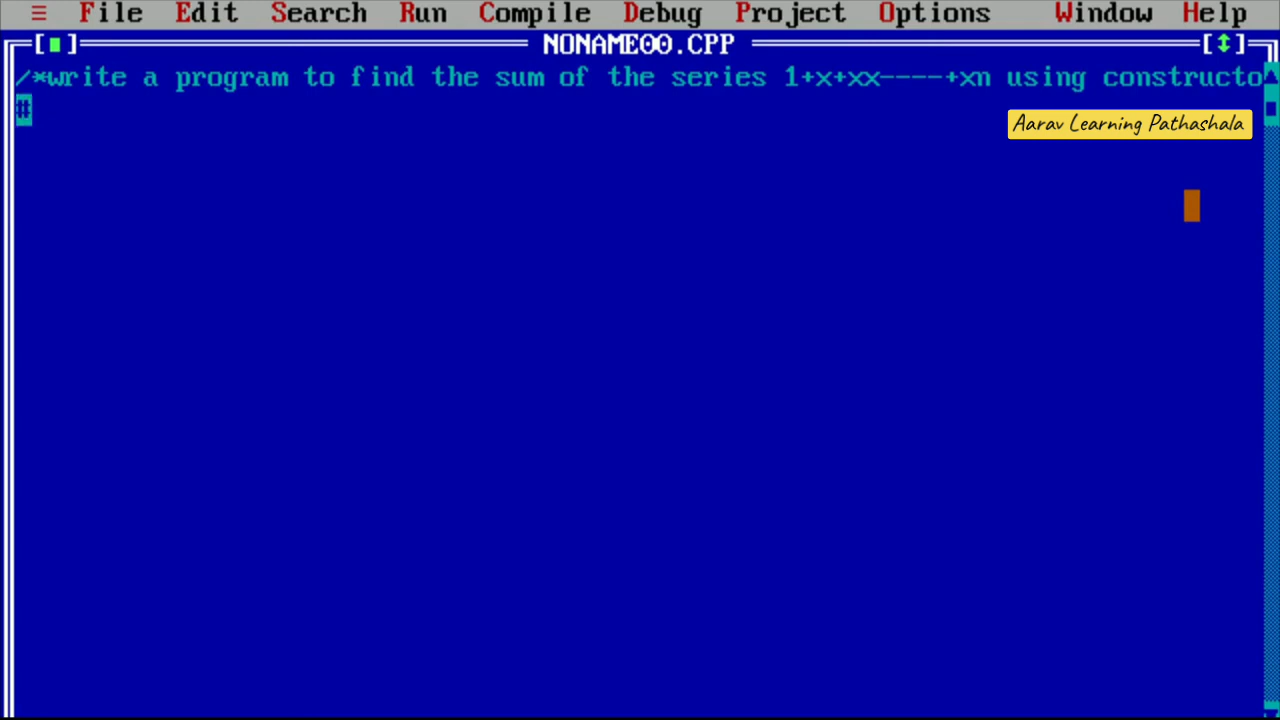 ≡ File Edit Search Run Compile Debug Project Options Window Help
[■] NONAME00.CPP [↕]
/*write a program to find the sum of the series 1+x+xx----+xn using constructo
#
Aarav Learning Pathashala